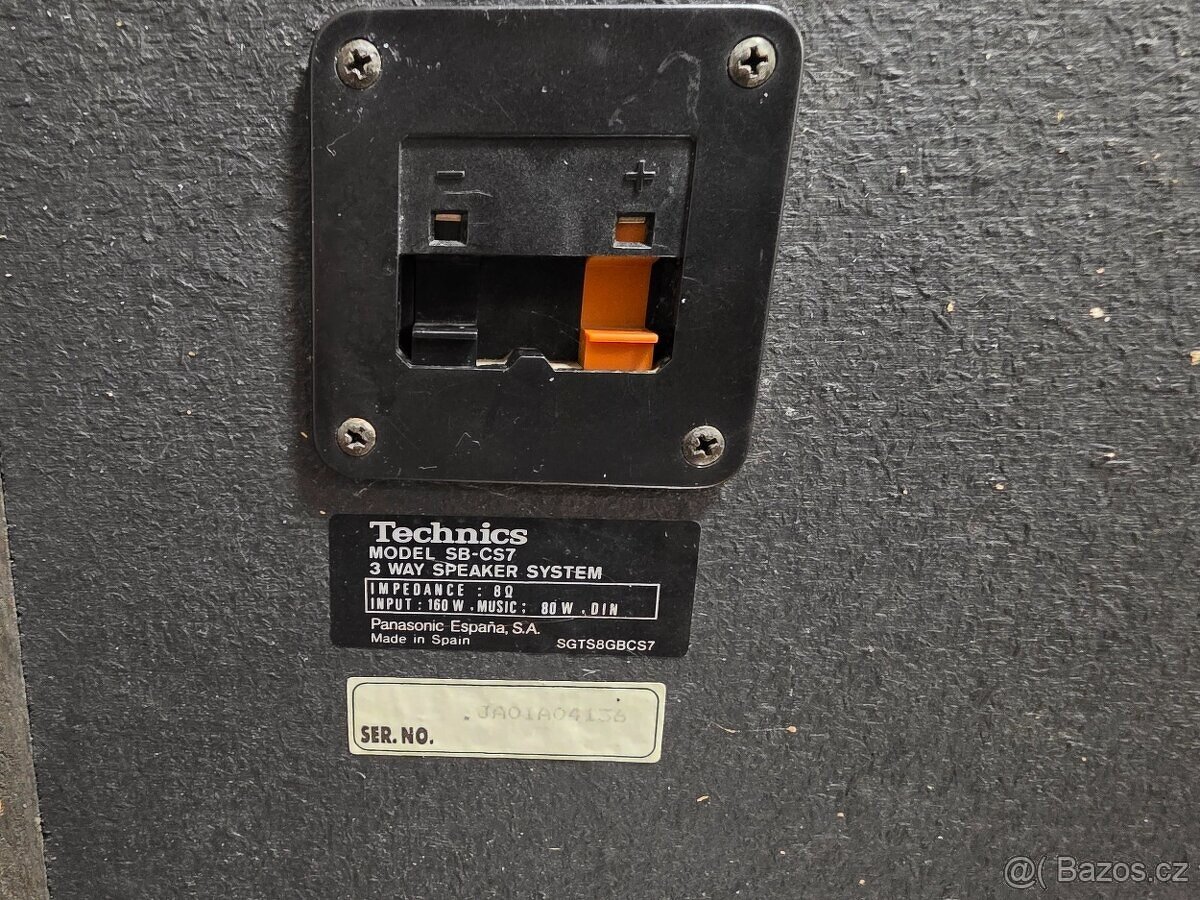 - +
Technics
MODEL SB-CS7
3 WAY SPEAKER SYSTEM
IMPEDANCE : 8Ω
INPUT : 160 W . MUSIC ; 80 W . DIN
Panasonic España, S.A.
Made in Spain SGTS8GBCS7
JA01A04136
SER. NO.
@( Bazos.cz